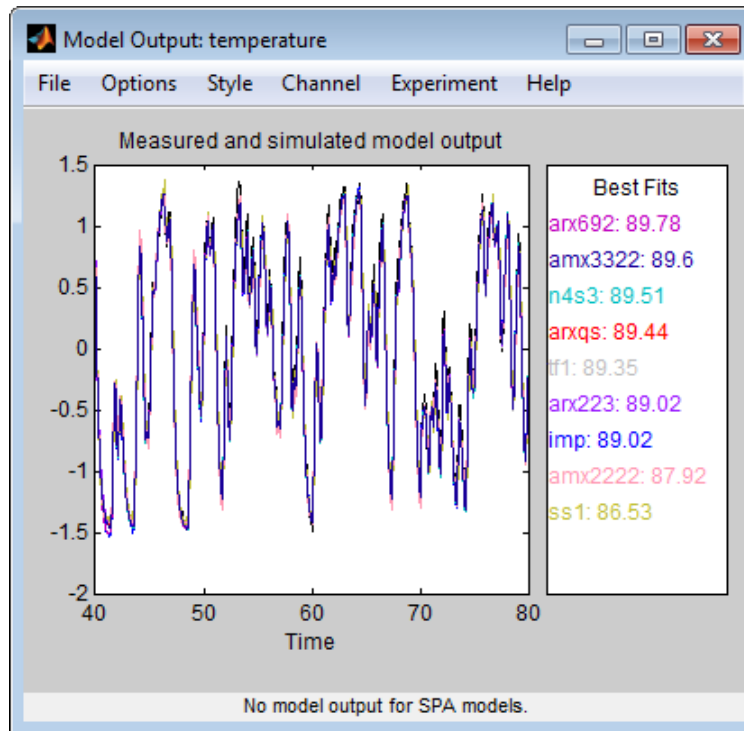 Model Output: temperature
File Options Style Channel Experiment Help
Measured and simulated model output
1.5
1
0.5
0
-0.5
-1
-1.5
-2
40 50 60 70 80
Time
Best Fits
arx692: 89.78
amx3322: 89.6
n4s3: 89.51
arxqs: 89.44
tf1: 89.35
arx223: 89.02
imp: 89.02
amx2222: 87.92
ss1: 86.53
No model output for SPA models.